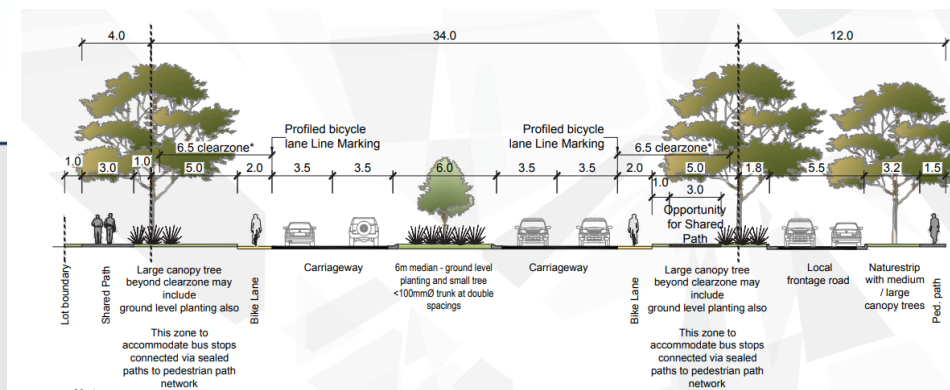 4.0
34.0
12.0
Profiled bicycle
lane Line Marking
Profiled bicycle
lane Line Marking
6.5 clearzone*
6.5 clearzone*
1.0
3.0
1.0
5.0
2.0
3.5
3.5
6.0
3.5
3.5
2.0
5.0
1.8
5.5
3.2
1.5
1.0
3.0
Opportunity
for Shared
Path
Lot boundary
Shared Path
Large canopy tree
beyond clearzone may
include
ground level planting also
This zone to
accommodate bus stops
connected via sealed
paths to pedestrian path
network
Bike Lane
Carriageway
6m median - ground level
planting and small tree
<100mmØ trunk at double
spacings
Carriageway
Bike Lane
Large canopy tree
beyond clearzone may
include
ground level planting also
This zone to
accommodate bus stops
connected via sealed
paths to pedestrian path
network
Local
frontage road
Naturestrip
with medium
/ large
canopy trees
Ped. path